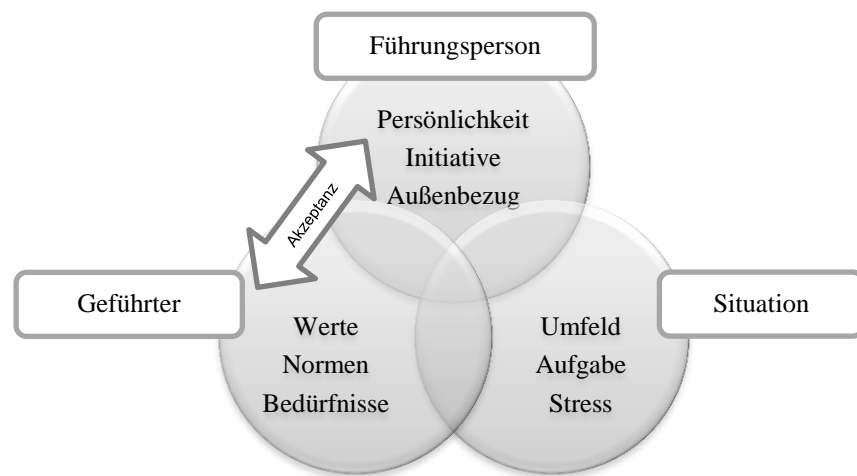 Führungsperson
Persönlichkeit
Initiative
Außenbezug
Akzeptanz
Geführter
Situation
Werte
Normen
Bedürfnisse
Umfeld
Aufgabe
Stress